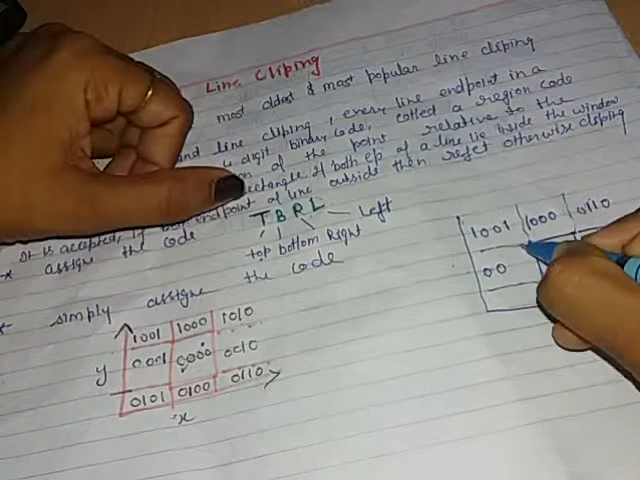 Line Cliping
most oldest & most popular line cliping
and line cliping, every line endpoint in a
4 digit binary code, called a region code
of the point relative to the
rectangle if both ep of a line lie inside the window
It is accepted, if both endpoint of line outside then reject otherwise cliping
assign the code
T B R L
Left
top bottom Right
simply assign the code
1001 1000 1010
y 0001 0000 0010
0101 0100 0110
x
1001 1000 0110
00